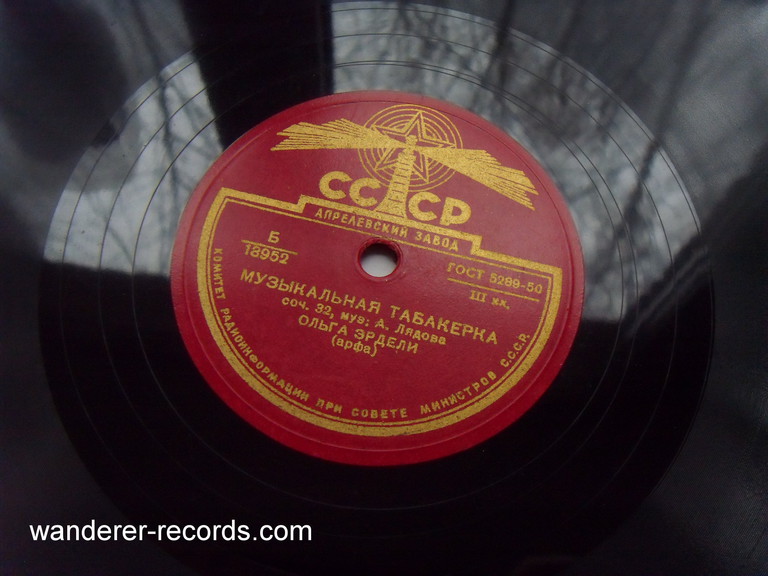 СССР
АПРЕЛЕВСКИЙ ЗАВОД
Б
18952
ГОСТ 5289-50
III кл.
МУЗЫКАЛЬНАЯ ТАБАКЕРКА
соч. 32, муз. А. Лядова
ОЛЬГА ЭРДЕЛИ
(арфа)
КОМИТЕТ РАДИОИНФОРМАЦИИ ПРИ СОВЕТЕ МИНИСТРОВ С.С.С.Р.
wanderer-records.com